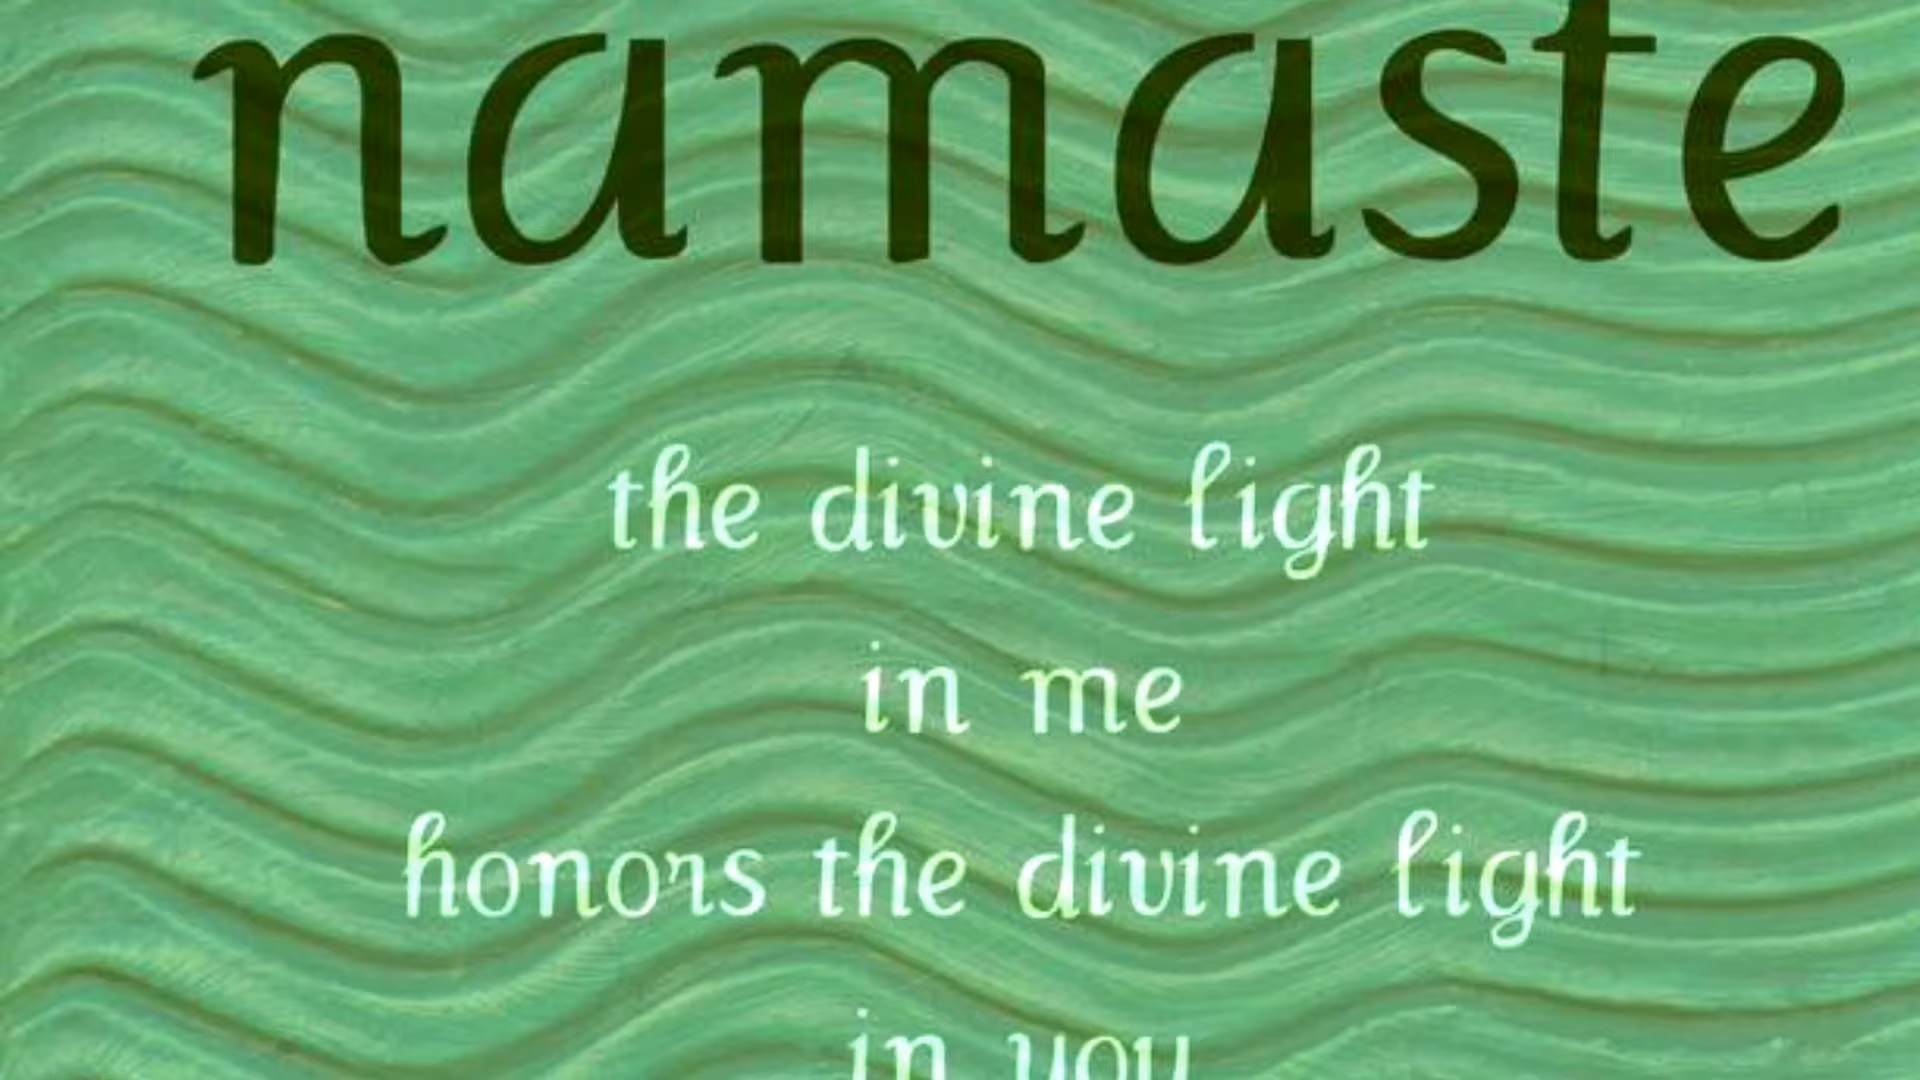 namaste
the divine light
in me
honors the divine light
in you